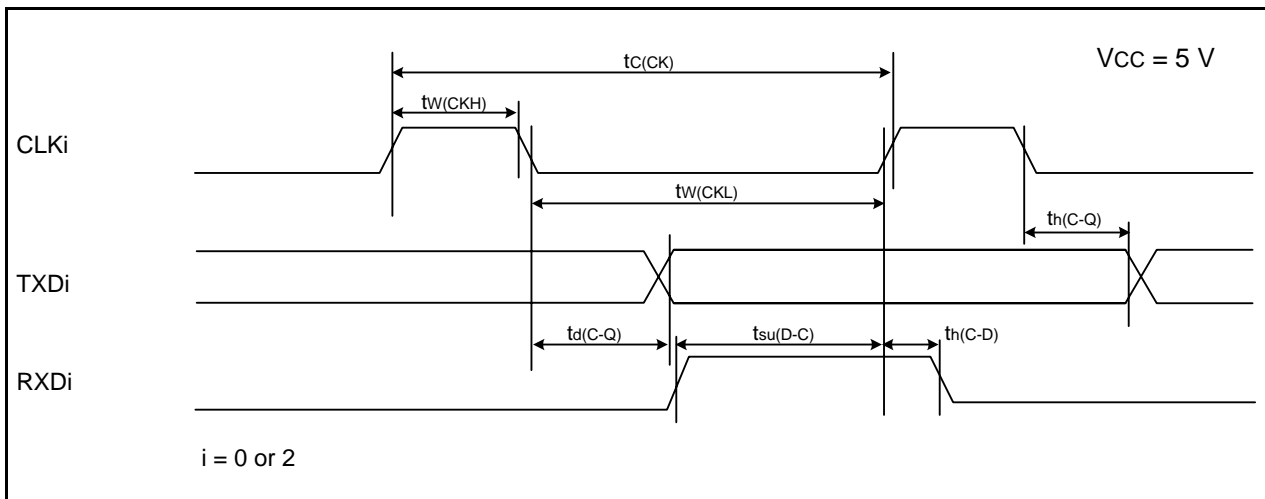 tC(CK)
VCC = 5 V
tW(CKH)
CLKi
tW(CKL)
th(C-Q)
TXDi
td(C-Q)
tsu(D-C)
th(C-D)
RXDi
i = 0 or 2